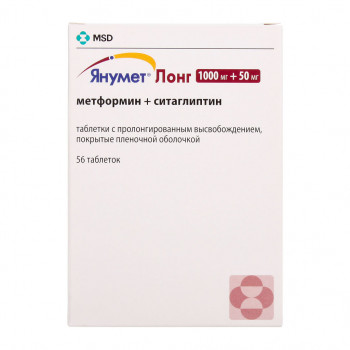 MSD
Янумет® Лонг 1000 мг + 50 мг
метформин + ситаглиптин
таблетки с пролонгированным высвобождением,
покрытые пленочной оболочкой
56 таблеток